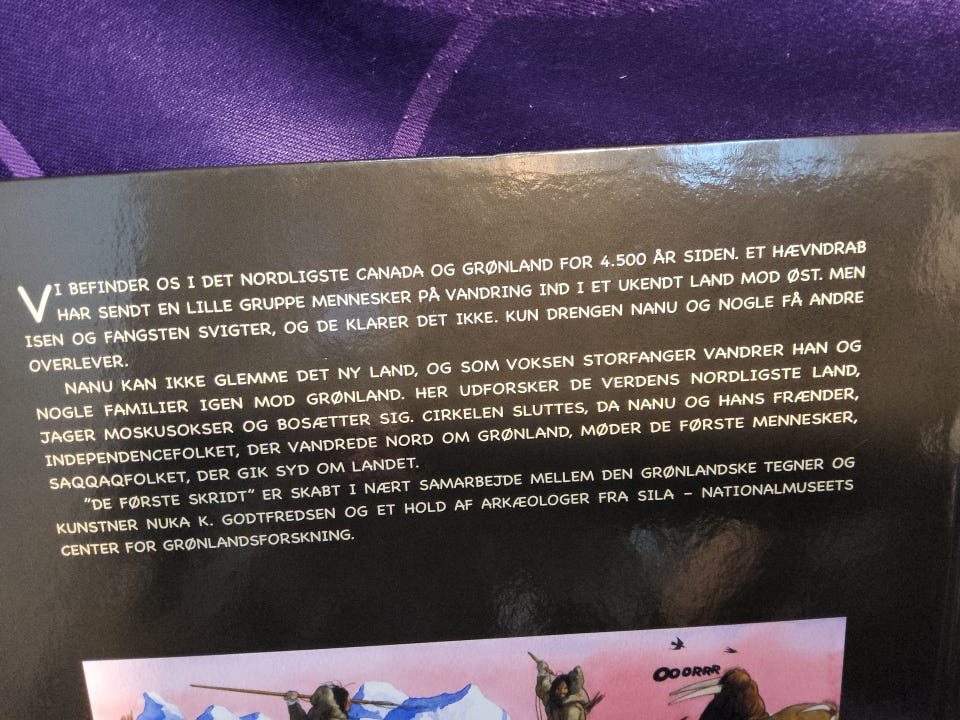 VI BEFINDER OS I DET NORDLIGSTE CANADA OG GRØNLAND FOR 4.500 ÅR SIDEN. ET HÆVNDRAB
HAR SENDT EN LILLE GRUPPE MENNESKER PÅ VANDRING IND I ET UKENDT LAND MOD ØST. MEN
ISEN OG FANGSTEN SVIGTER, OG DE KLARER DET IKKE. KUN DRENGEN NANU OG NOGLE FÅ ANDRE
OVERLEVER.
NANU KAN IKKE GLEMME DET NY LAND, OG SOM VOKSEN STORFANGER VANDRER HAN OG
NOGLE FAMILIER IGEN MOD GRØNLAND. HER UDFORSKER DE VERDENS NORDLIGSTE LAND,
JAGER MOSKUSOKSER OG BOSÆTTER SIG. CIRKELEN SLUTTES, DA NANU OG HANS FRÆNDER,
INDEPENDENCEFOLKET, DER VANDREDE NORD OM GRØNLAND, MØDER DE FØRSTE MENNESKER,
SAQQAQFOLKET, DER GIK SYD OM LANDET.
"DE FØRSTE SKRIDT" ER SKABT I NÆRT SAMARBEJDE MELLEM DEN GRØNLANDSKE TEGNER OG
KUNSTNER NUKA K. GODTFREDSEN OG ET HOLD AF ARKÆOLOGER FRA SILA – NATIONALMUSEETS
CENTER FOR GRØNLANDSFORSKNING.
OOORRRR